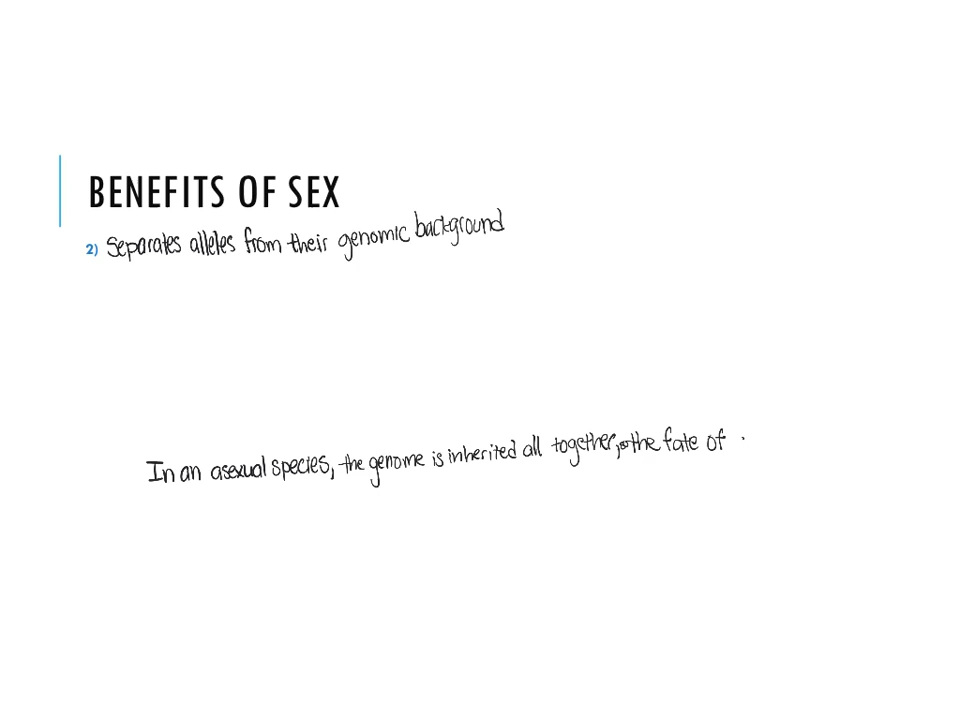 BENEFITS OF SEX
2) Separates alleles from their genomic background
In an asexual species, the genome is inherited all together, so the fate of